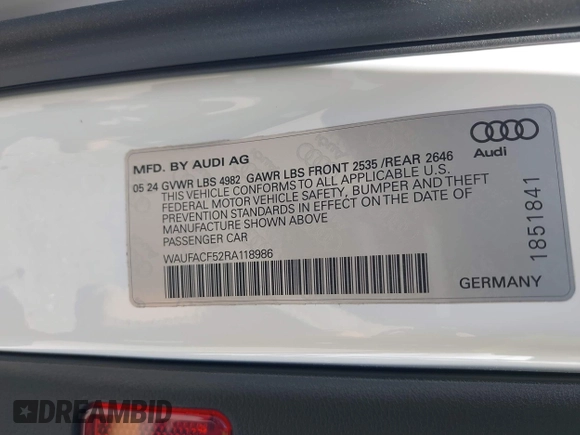 MFD. BY AUDI AG
05 24 GVWR LBS 4982 GAWR LBS FRONT 2535 /REAR 2646
THIS VEHICLE CONFORMS TO ALL APPLICABLE U.S.
FEDERAL MOTOR VEHICLE SAFETY, BUMPER AND THEFT
PREVENTION STANDARDS IN EFFECT ON THE DATE OF
MANUFACTURE SHOWN ABOVE
PASSENGER CAR
WAUFACF52RA118986
Audi
1851841
GERMANY
DREAMBID